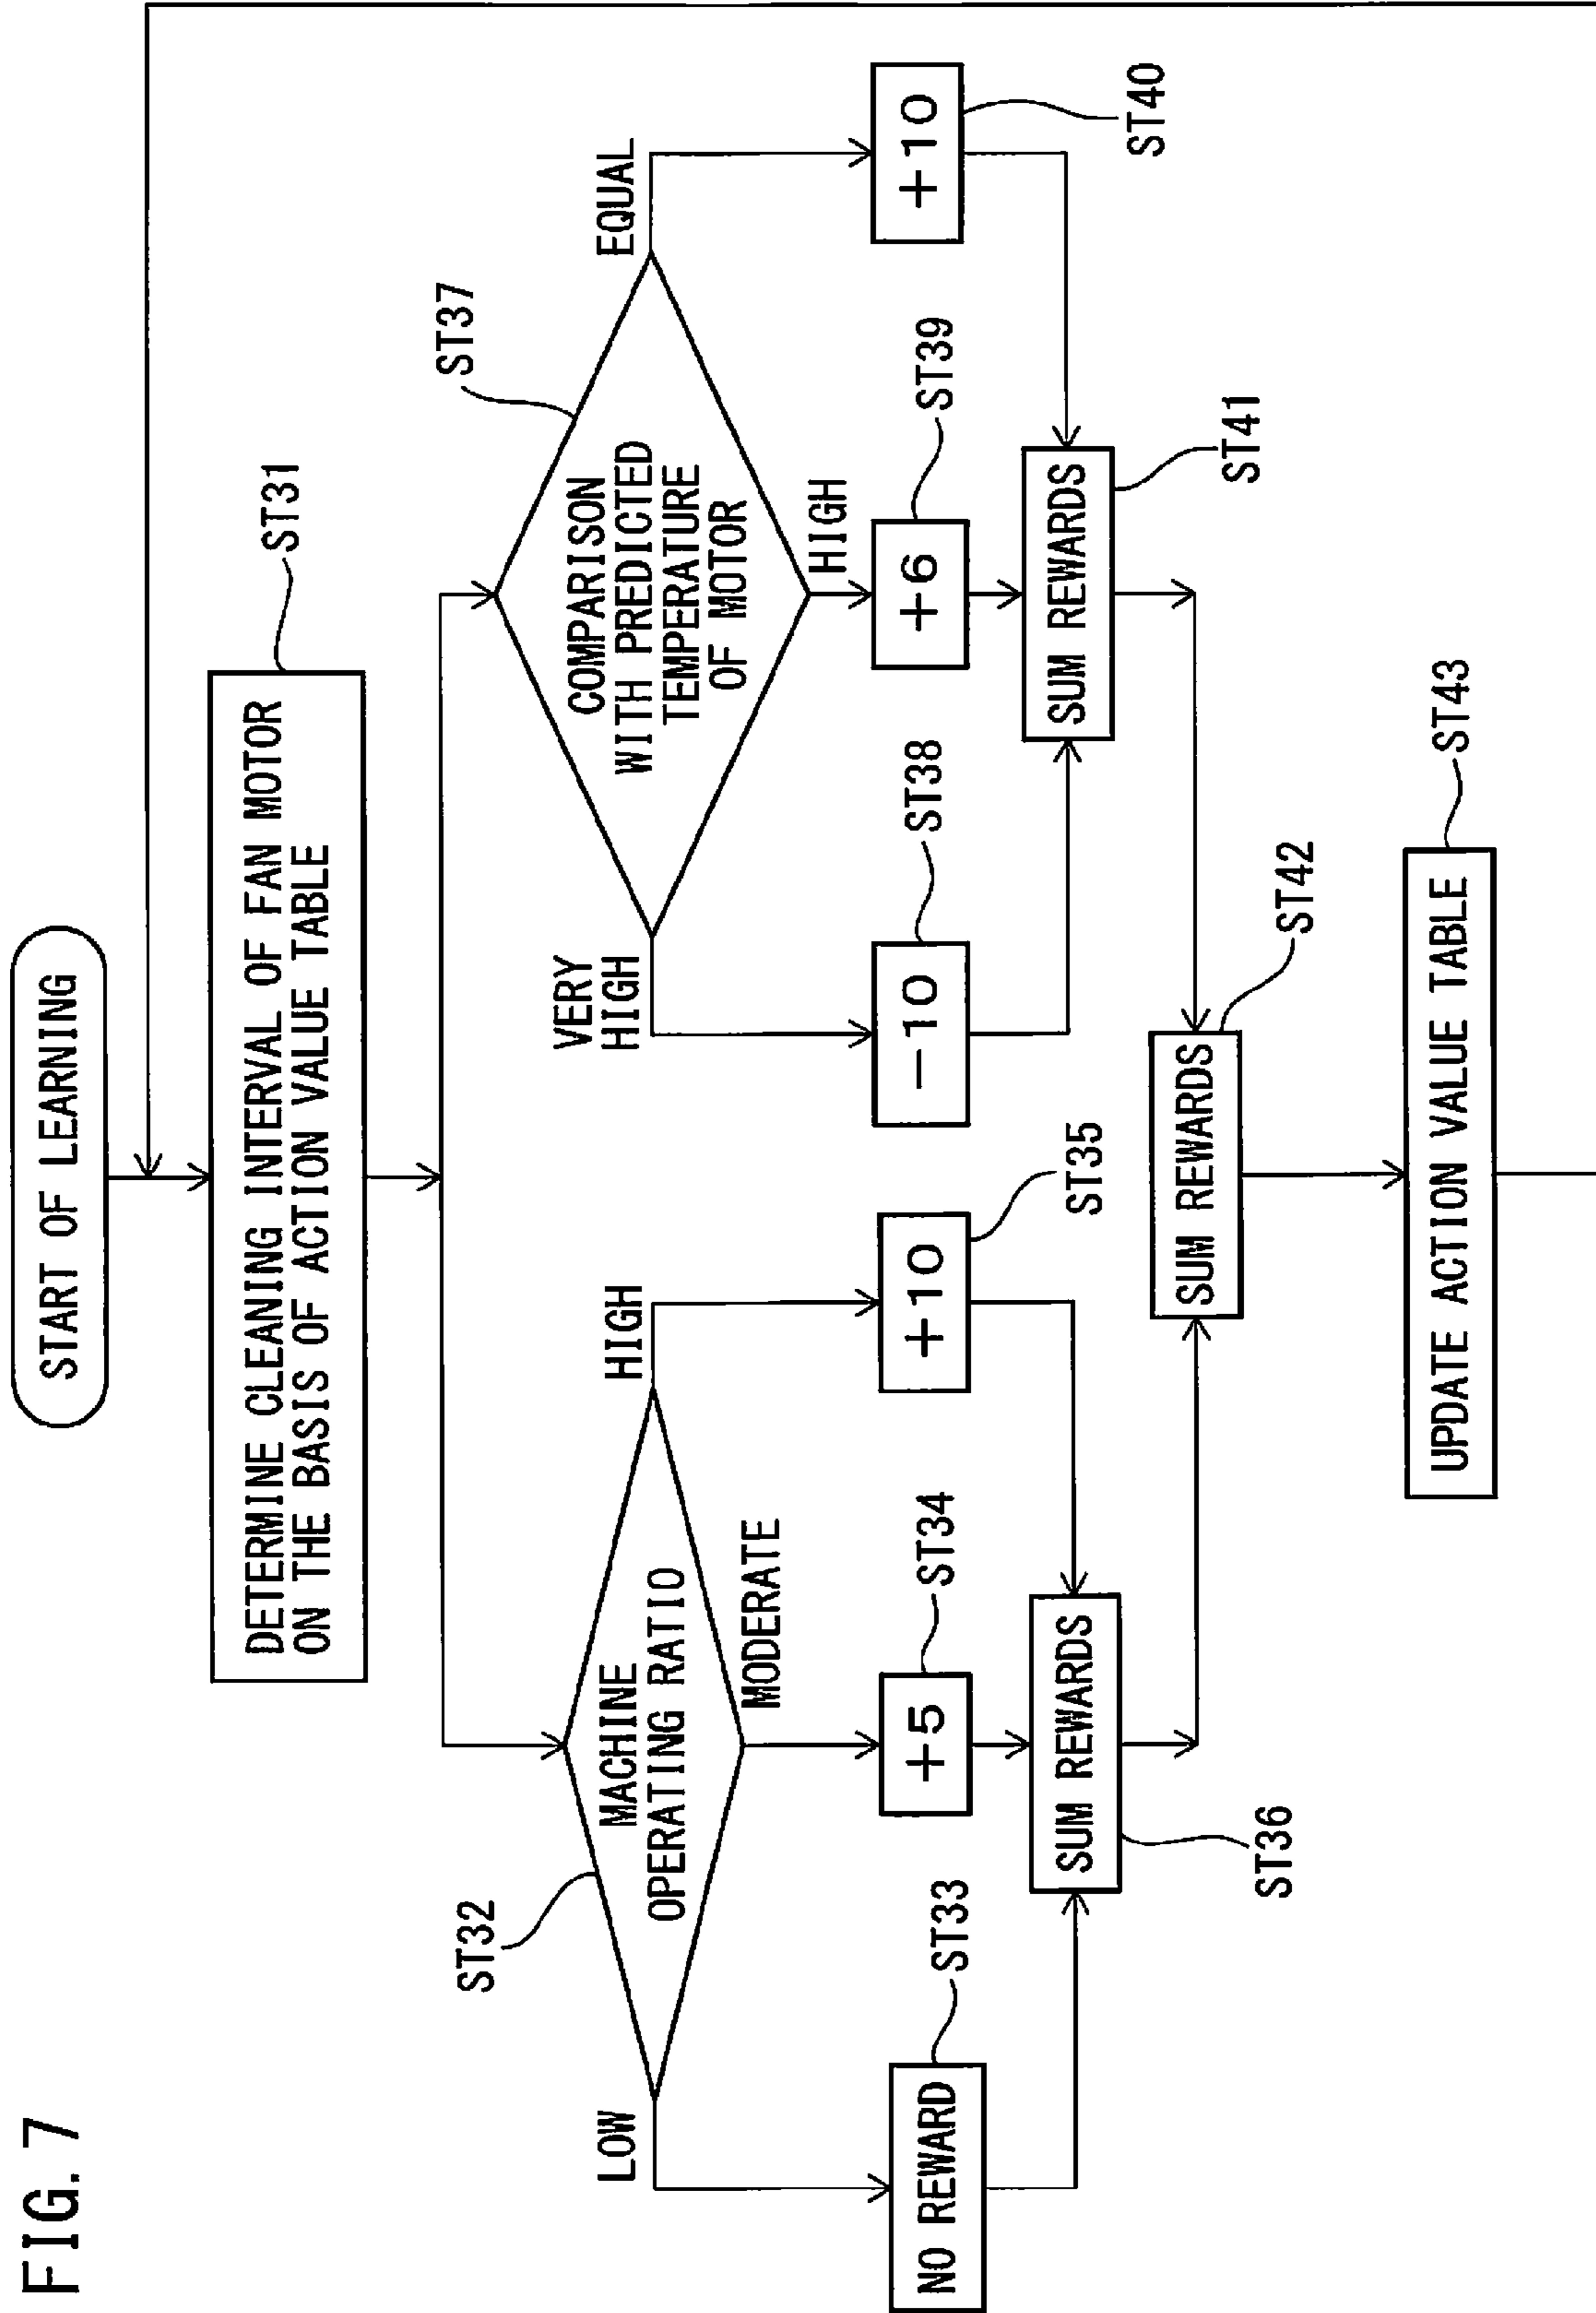 FIG. 7
START OF LEARNING
DETERMINE CLEANING INTERVAL OF FAN MOTOR
ON THE BASIS OF ACTION VALUE TABLE
ST31
ST32
MACHINE
OPERATING RATIO
LOW
MODERATE
HIGH
NO REWARD
ST33
+5
ST34
+10
ST35
SUM REWARDS
ST36
ST37
COMPARISON
WITH PREDICTED
TEMPERATURE
OF MOTOR
VERY
HIGH
HIGH
EQUAL
-10
ST38
+6
ST39
+10
ST40
SUM REWARDS
ST41
SUM REWARDS
ST42
UPDATE ACTION VALUE TABLE
ST43